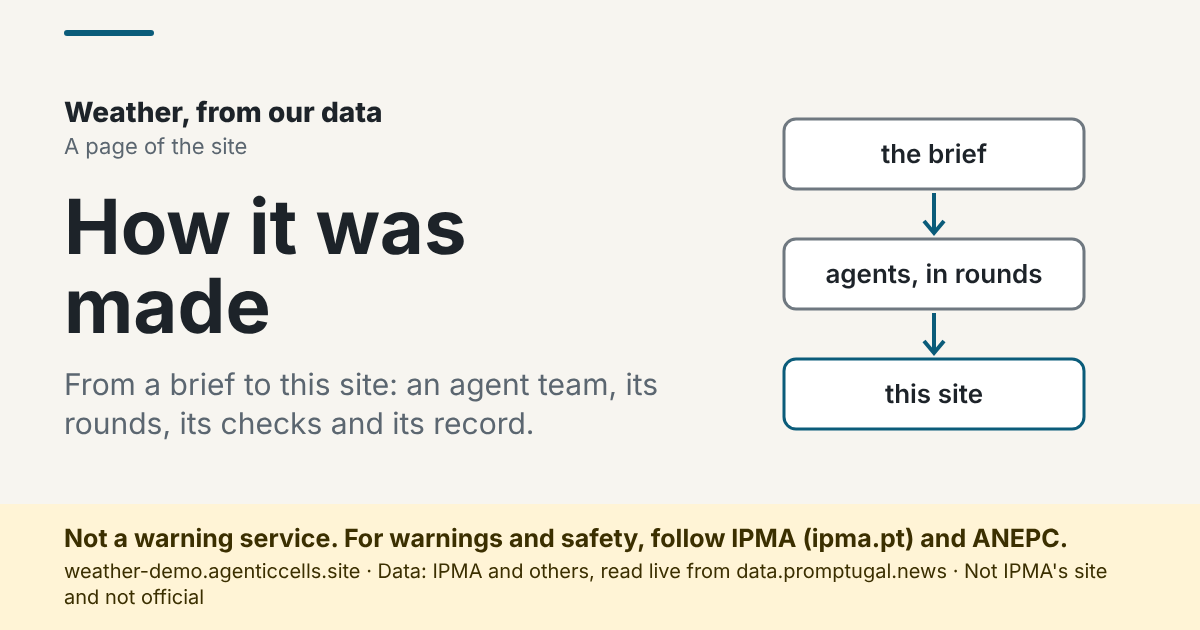 Weather, from our data
A page of the site
How it was
made
From a brief to this site: an agent team, its
rounds, its checks and its record.
the brief
agents, in rounds
this site
Not a warning service. For warnings and safety, follow IPMA (ipma.pt) and ANEPC.
weather-demo.agenticcells.site · Data: IPMA and others, read live from data.promptugal.news · Not IPMA's site
and not official